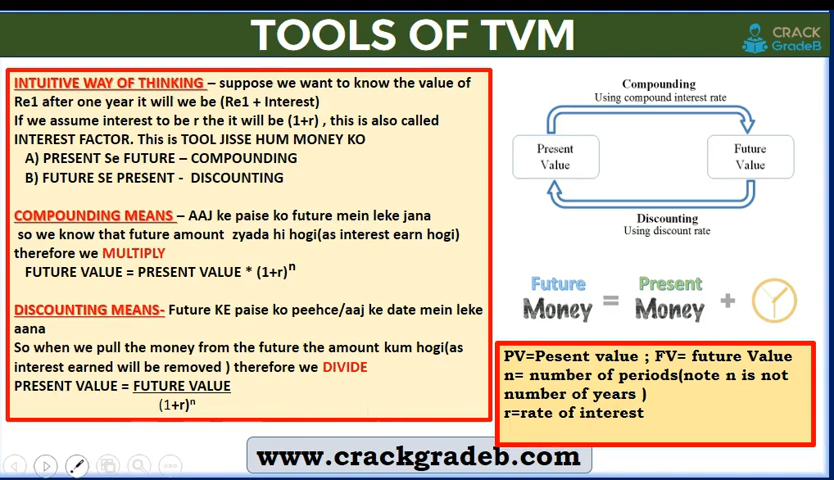 TOOLS OF TVM
CRACK
GradeB
INTUITIVE WAY OF THINKING – suppose we want to know the value of
Re1 after one year it will we be (Re1 + Interest)
If we assume interest to be r the it will be (1+r) , this is also called
INTEREST FACTOR. This is TOOL JISSE HUM MONEY KO
A) PRESENT Se FUTURE – COMPOUNDING
B) FUTURE SE PRESENT - DISCOUNTING
COMPOUNDING MEANS – AAJ ke paise ko future mein leke jana
so we know that future amount zyada hi hogi(as interest earn hogi)
therefore we MULTIPLY
FUTURE VALUE = PRESENT VALUE * (1+r)^n
DISCOUNTING MEANS- Future KE paise ko peehce/aaj ke date mein leke
aana
So when we pull the money from the future the amount kum hogi(as
interest earned will be removed ) therefore we DIVIDE
PRESENT VALUE = FUTURE VALUE
(1+r)^n
Compounding
Using compound interest rate
Present
Value
Future
Value
Discounting
Using discount rate
Future
Money
=
Present
Money
+
PV=Pesent value ; FV= future Value
n= number of periods(note n is not
number of years )
r=rate of interest
www.crackgradeb.com